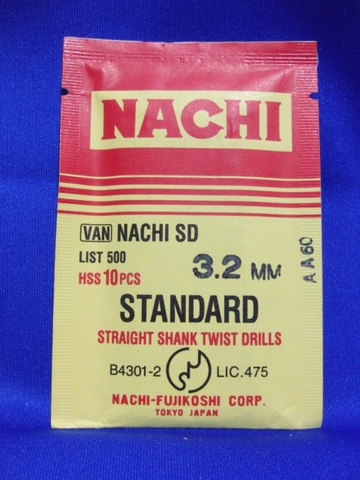 NACHI
VAN NACHI SD
LIST 500
HSS 10 PCS
3.2 MM
A A60
STANDARD
STRAIGHT SHANK TWIST DRILLS
B4301-2 LIC.475
NACHI-FUJIKOSHI CORP.
TOKYO JAPAN